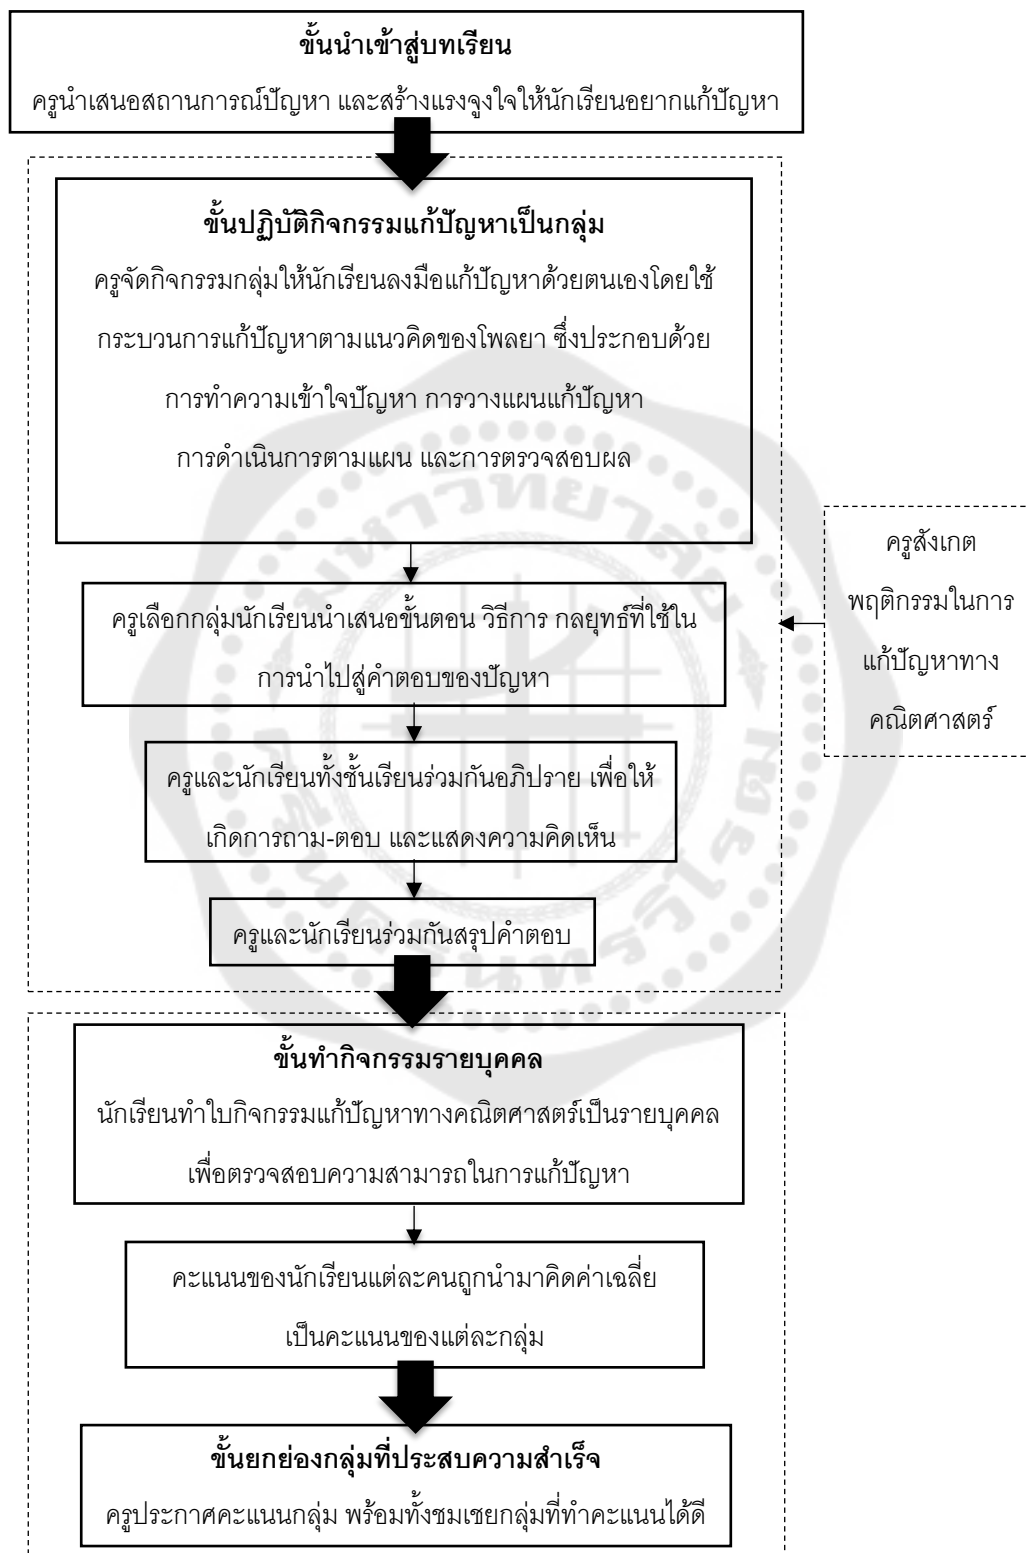 ขั้นนำเข้าสู่บทเรียน
ครูนำเสนอสถานการณ์ปัญหา และสร้างแรงจูงใจให้นักเรียนอยากแก้ปัญหา
ขั้นปฏิบัติกิจกรรมแก้ปัญหาเป็นกลุ่ม
ครูจัดกิจกรรมกลุ่มให้นักเรียนลงมือแก้ปัญหาด้วยตนเองโดยใช้
กระบวนการแก้ปัญหาตามแนวคิดของโพลยา ซึ่งประกอบด้วย
การทำความเข้าใจปัญหา การวางแผนแก้ปัญหา
การดำเนินการตามแผน และการตรวจสอบผล
ครูเลือกกลุ่มนักเรียนนำเสนอขั้นตอน วิธีการ กลยุทธ์ที่ใช้ใน
การนำไปสู่คำตอบของปัญหา
ครูและนักเรียนทั้งชั้นเรียนร่วมกันอภิปราย เพื่อให้
เกิดการถาม-ตอบ และแสดงความคิดเห็น
ครูและนักเรียนร่วมกันสรุปคำตอบ
ครูสังเกต
พฤติกรรมในการ
แก้ปัญหาทาง
คณิตศาสตร์
ขั้นทำกิจกรรมรายบุคคล
นักเรียนทำใบกิจกรรมแก้ปัญหาทางคณิตศาสตร์เป็นรายบุคคล
เพื่อตรวจสอบความสามารถในการแก้ปัญหา
คะแนนของนักเรียนแต่ละคนถูกนำมาคิดค่าเฉลี่ย
เป็นคะแนนของแต่ละกลุ่ม
ขั้นยกย่องกลุ่มที่ประสบความสำเร็จ
ครูประกาศคะแนนกลุ่ม พร้อมทั้งชมเชยกลุ่มที่ทำคะแนนได้ดี
มหาวิทยาลัย
ศรีนครินทรวิโรฒ